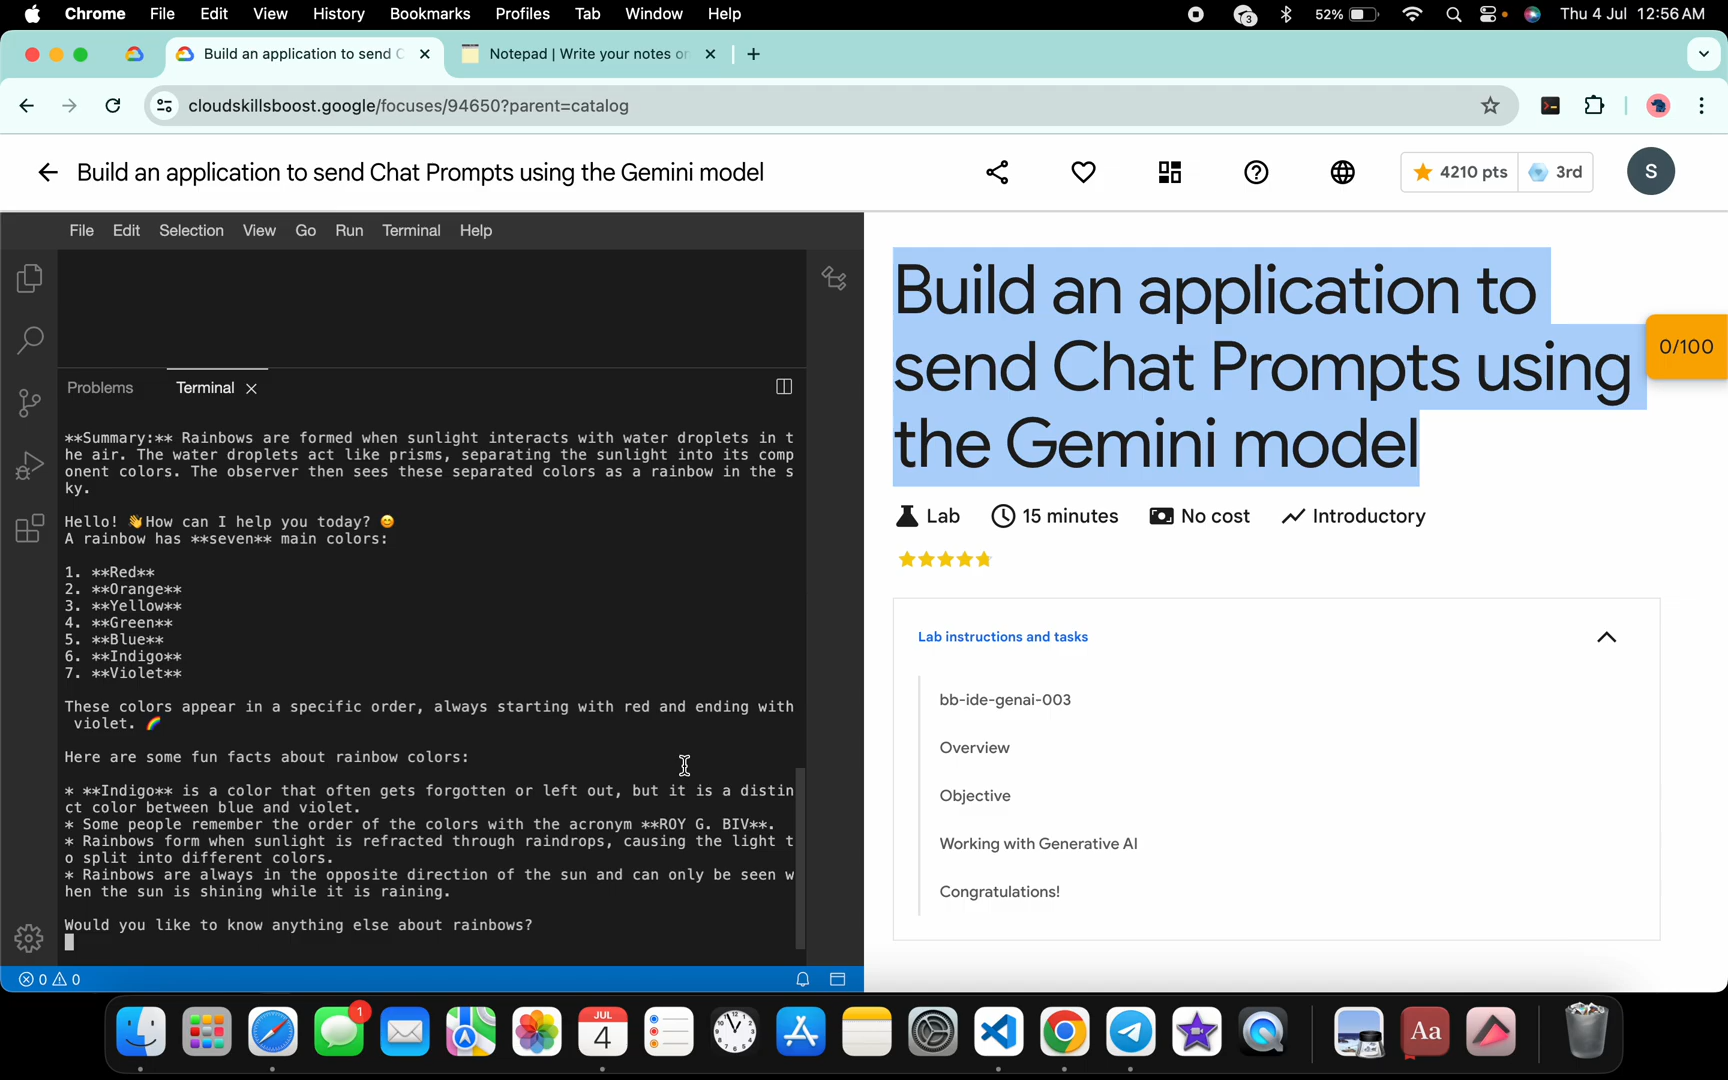 Chrome File Edit View History Bookmarks Profiles Tab Window Help 3 52% Thu 4 Jul 12:56 AM
Build an application to send C Notepad | Write your notes or
cloudskillsboost.google/focuses/94650?parent=catalog
Build an application to send Chat Prompts using the Gemini model 4210 pts 3rd S
File Edit Selection View Go Run Terminal Help
Problems Terminal
**Summary:** Rainbows are formed when sunlight interacts with water droplets in t
he air. The water droplets act like prisms, separating the sunlight into its comp
onent colors. The observer then sees these separated colors as a rainbow in the s
ky.
Hello! 👋How can I help you today? 😊
A rainbow has **seven** main colors:
1. **Red**
2. **Orange**
3. **Yellow**
4. **Green**
5. **Blue**
6. **Indigo**
7. **Violet**
These colors appear in a specific order, always starting with red and ending with
violet. 🌈
Here are some fun facts about rainbow colors:
* **Indigo** is a color that often gets forgotten or left out, but it is a distin
ct color between blue and violet.
* Some people remember the order of the colors with the acronym **ROY G. BIV**.
* Rainbows form when sunlight is refracted through raindrops, causing the light t
o split into different colors.
* Rainbows are always in the opposite direction of the sun and can only be seen w
hen the sun is shining while it is raining.
Would you like to know anything else about rainbows?
0 0
Build an application to
send Chat Prompts using
the Gemini model
0/100
Lab 15 minutes No cost Introductory
Lab instructions and tasks
bb-ide-genai-003
Overview
Objective
Working with Generative AI
Congratulations!
1 JUL 4 Aa